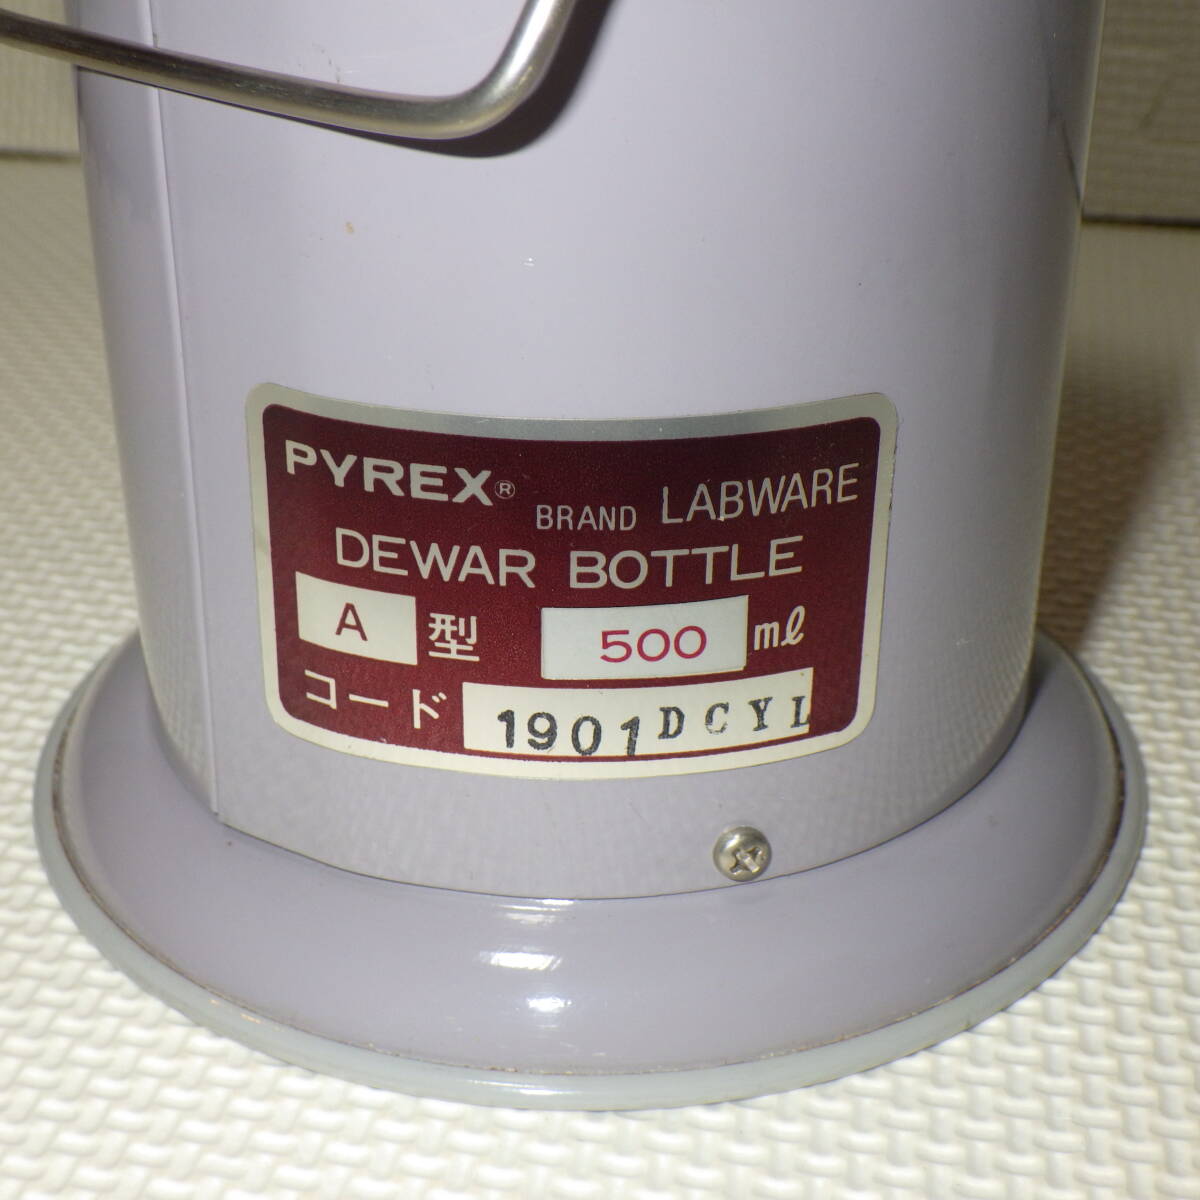 PYREX® BRAND LABWARE
DEWAR BOTTLE
A 型 500 ml
コード 1901DCYL